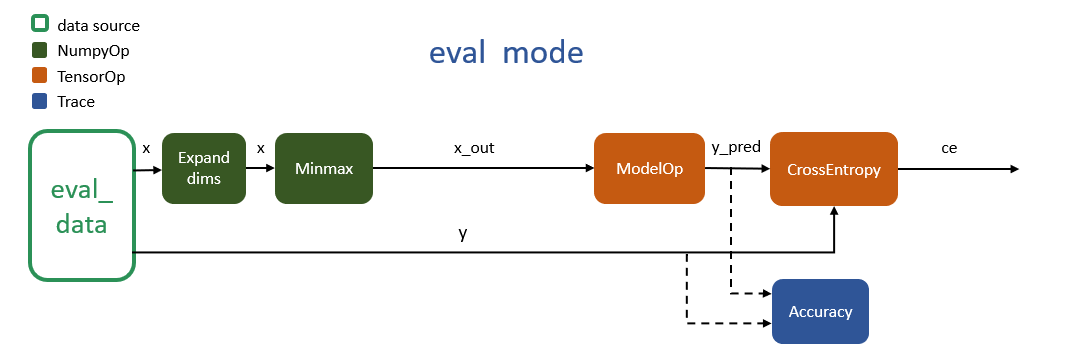 data source
NumpyOp
TensorOp
Trace
eval mode
x
x
x_out
y_pred
ce
eval_
data
Expand
dims
Minmax
ModelOp
CrossEntropy
y
Accuracy